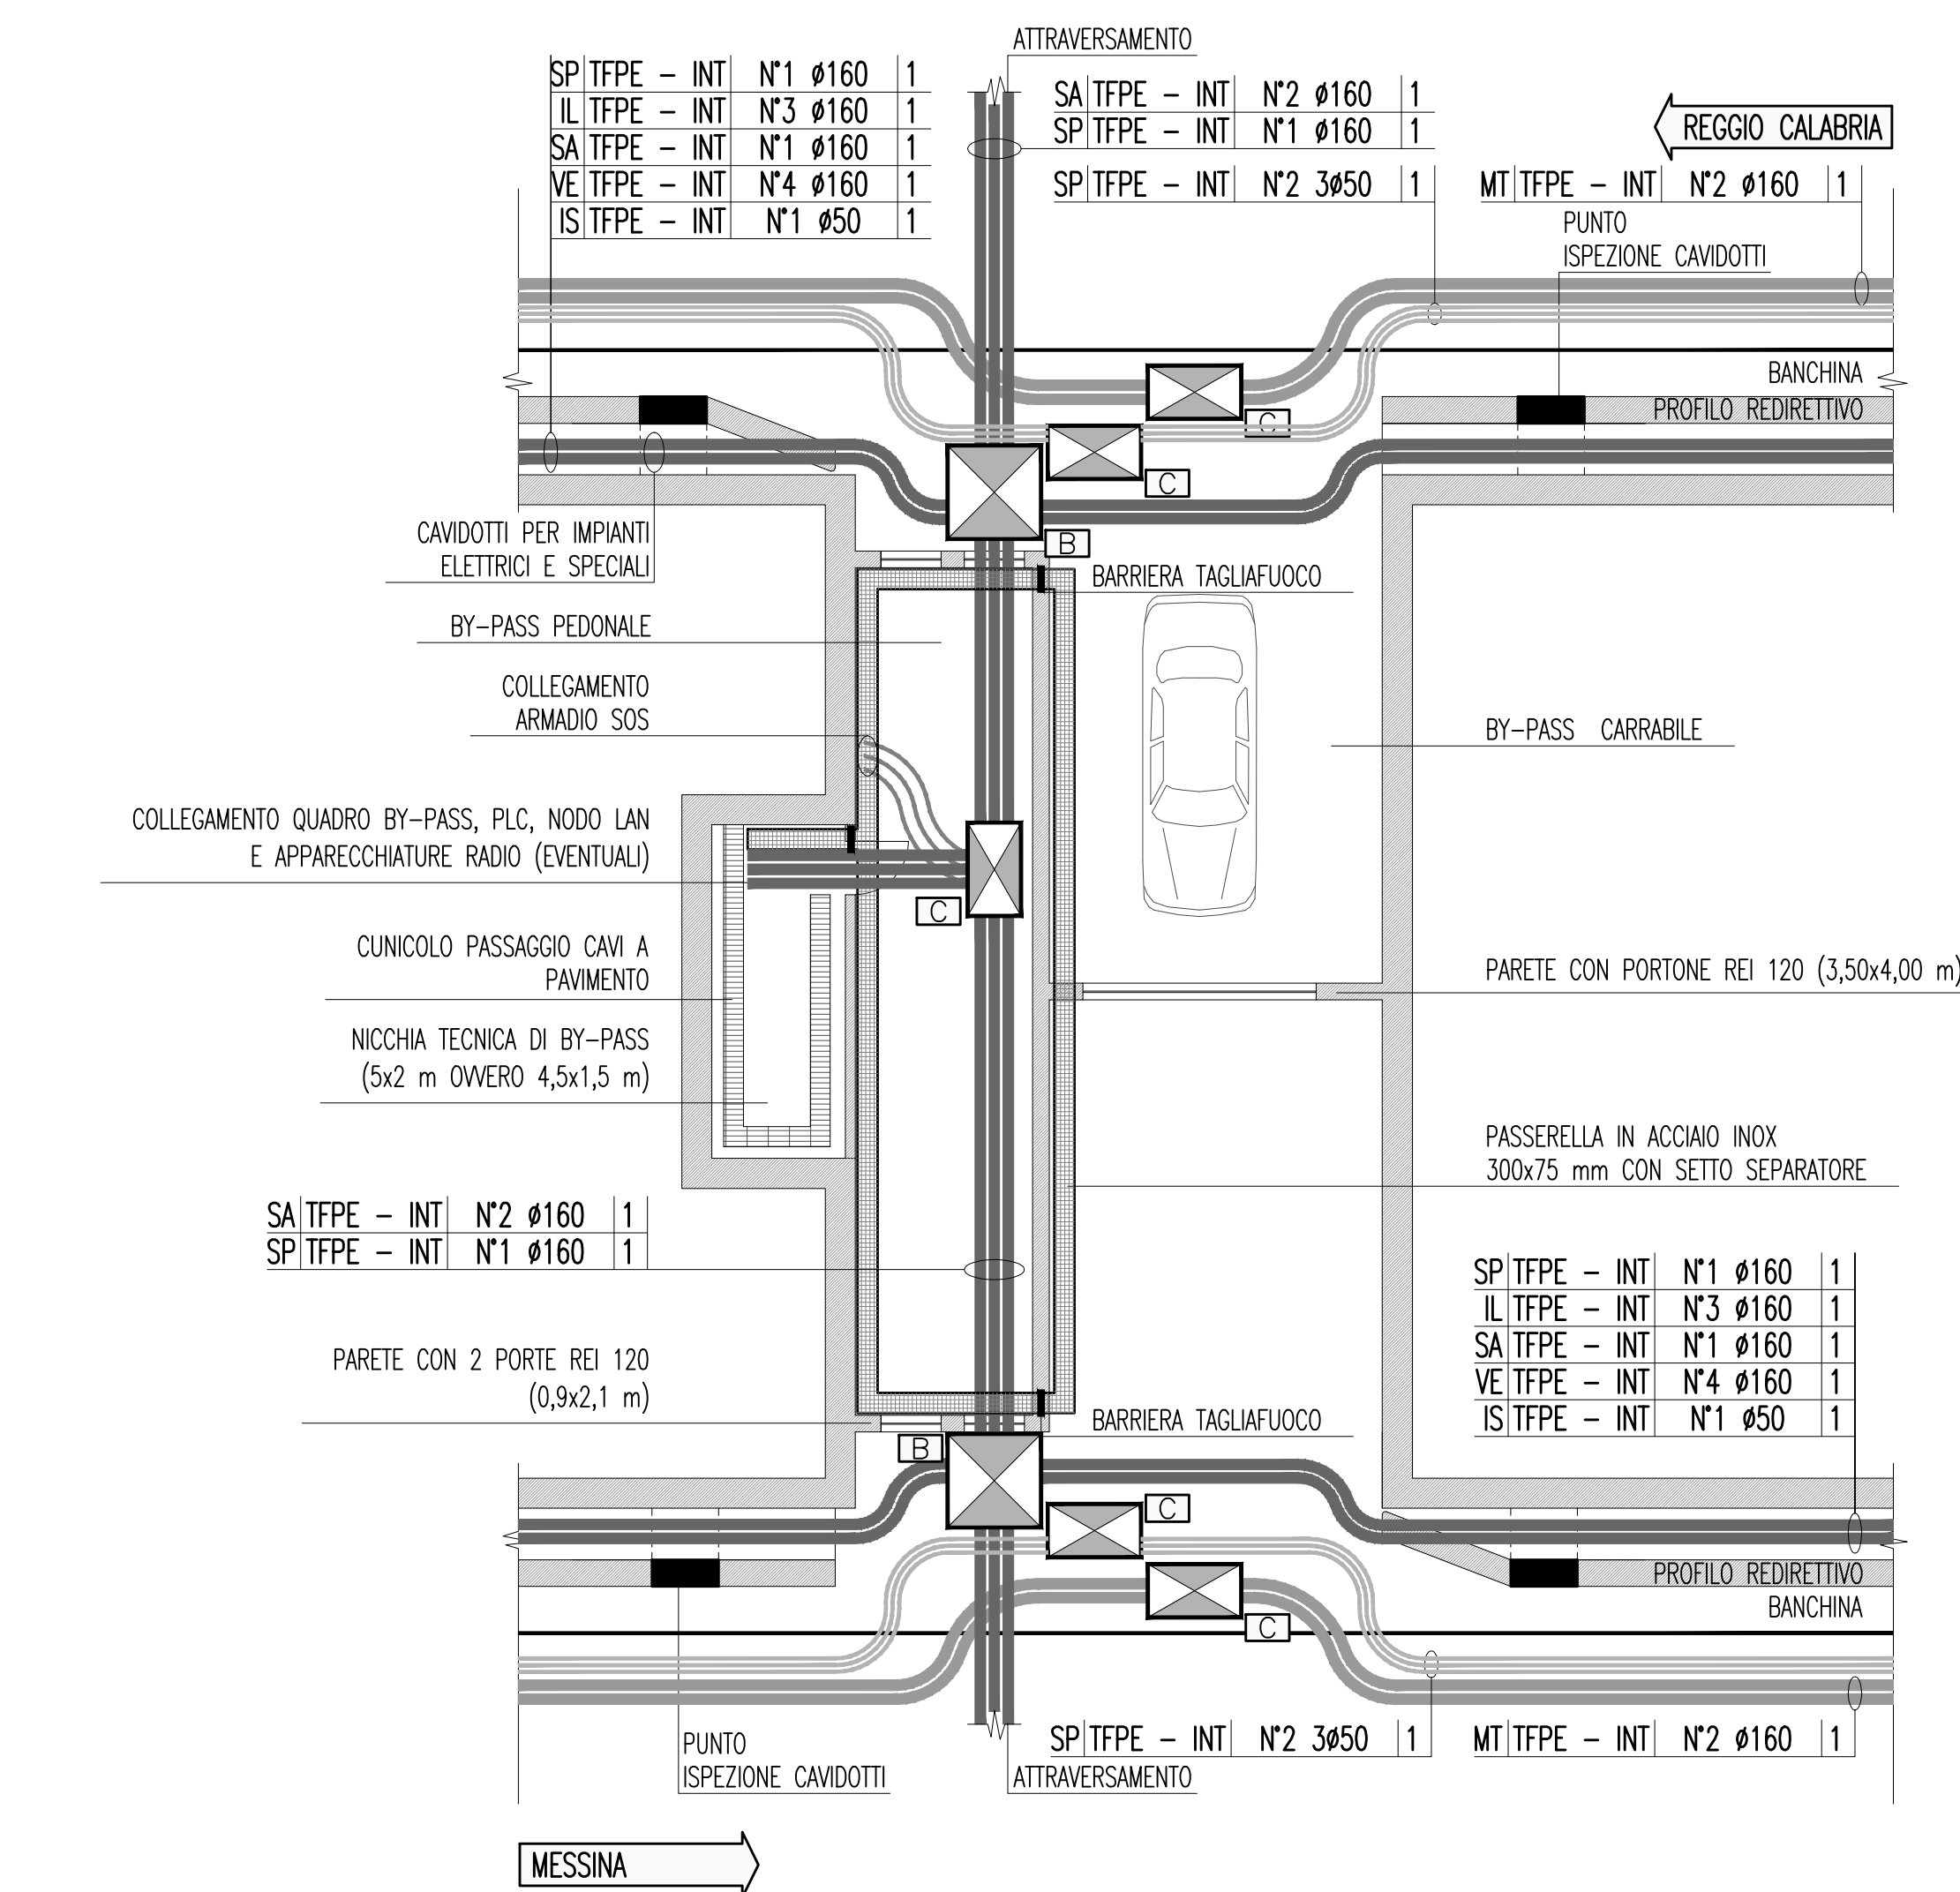 ATTRAVERSAMENTO
SP TFPE - INT N°1 ø160 1
IL TFPE - INT N°3 ø160 1
SA TFPE - INT N°1 ø160 1
VE TFPE - INT N°4 ø160 1
IS TFPE - INT N°1 ø50 1
SA TFPE - INT N°2 ø160 1
SP TFPE - INT N°1 ø160 1
SP TFPE - INT N°2 3ø50 1
REGGIO CALABRIA
MT TFPE - INT N°2 ø160 1
PUNTO
ISPEZIONE CAVIDOTTI
BANCHINA
PROFILO REDIRETTIVO
C
C
B
CAVIDOTTI PER IMPIANTI
ELETTRICI E SPECIALI
BARRIERA TAGLIAFUOCO
BY-PASS PEDONALE
COLLEGAMENTO
ARMADIO SOS
BY-PASS CARRABILE
COLLEGAMENTO QUADRO BY-PASS, PLC, NODO LAN
E APPARECCHIATURE RADIO (EVENTUALI)
C
CUNICOLO PASSAGGIO CAVI A
PAVIMENTO
PARETE CON PORTONE REI 120 (3,50x4,00 m)
NICCHIA TECNICA DI BY-PASS
(5x2 m OVVERO 4,5x1,5 m)
PASSERELLA IN ACCIAIO INOX
300x75 mm CON SETTO SEPARATORE
SA TFPE - INT N°2 ø160 1
SP TFPE - INT N°1 ø160 1
SP TFPE - INT N°1 ø160 1
IL TFPE - INT N°3 ø160 1
SA TFPE - INT N°1 ø160 1
VE TFPE - INT N°4 ø160 1
IS TFPE - INT N°1 ø50 1
PARETE CON 2 PORTE REI 120
(0,9x2,1 m)
BARRIERA TAGLIAFUOCO
B
C
PROFILO REDIRETTIVO
BANCHINA
C
SP TFPE - INT N°2 3ø50 1
MT TFPE - INT N°2 ø160 1
PUNTO
ISPEZIONE CAVIDOTTI
ATTRAVERSAMENTO
MESSINA